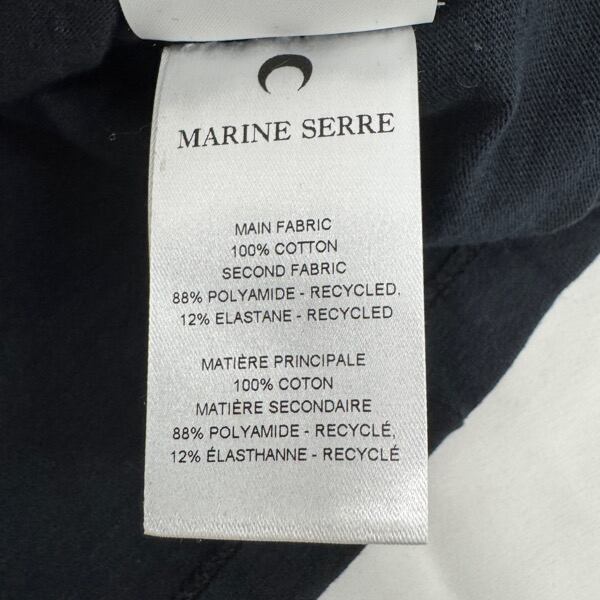 MARINE SERRE
MAIN FABRIC
100% COTTON
SECOND FABRIC
88% POLYAMIDE - RECYCLED.
12% ELASTANE - RECYCLED
MATIÈRE PRINCIPALE
100% COTON
MATIÈRE SECONDAIRE
88% POLYAMIDE - RECYCLÉ,
12% ÉLASTHANNE - RECYCLÉ